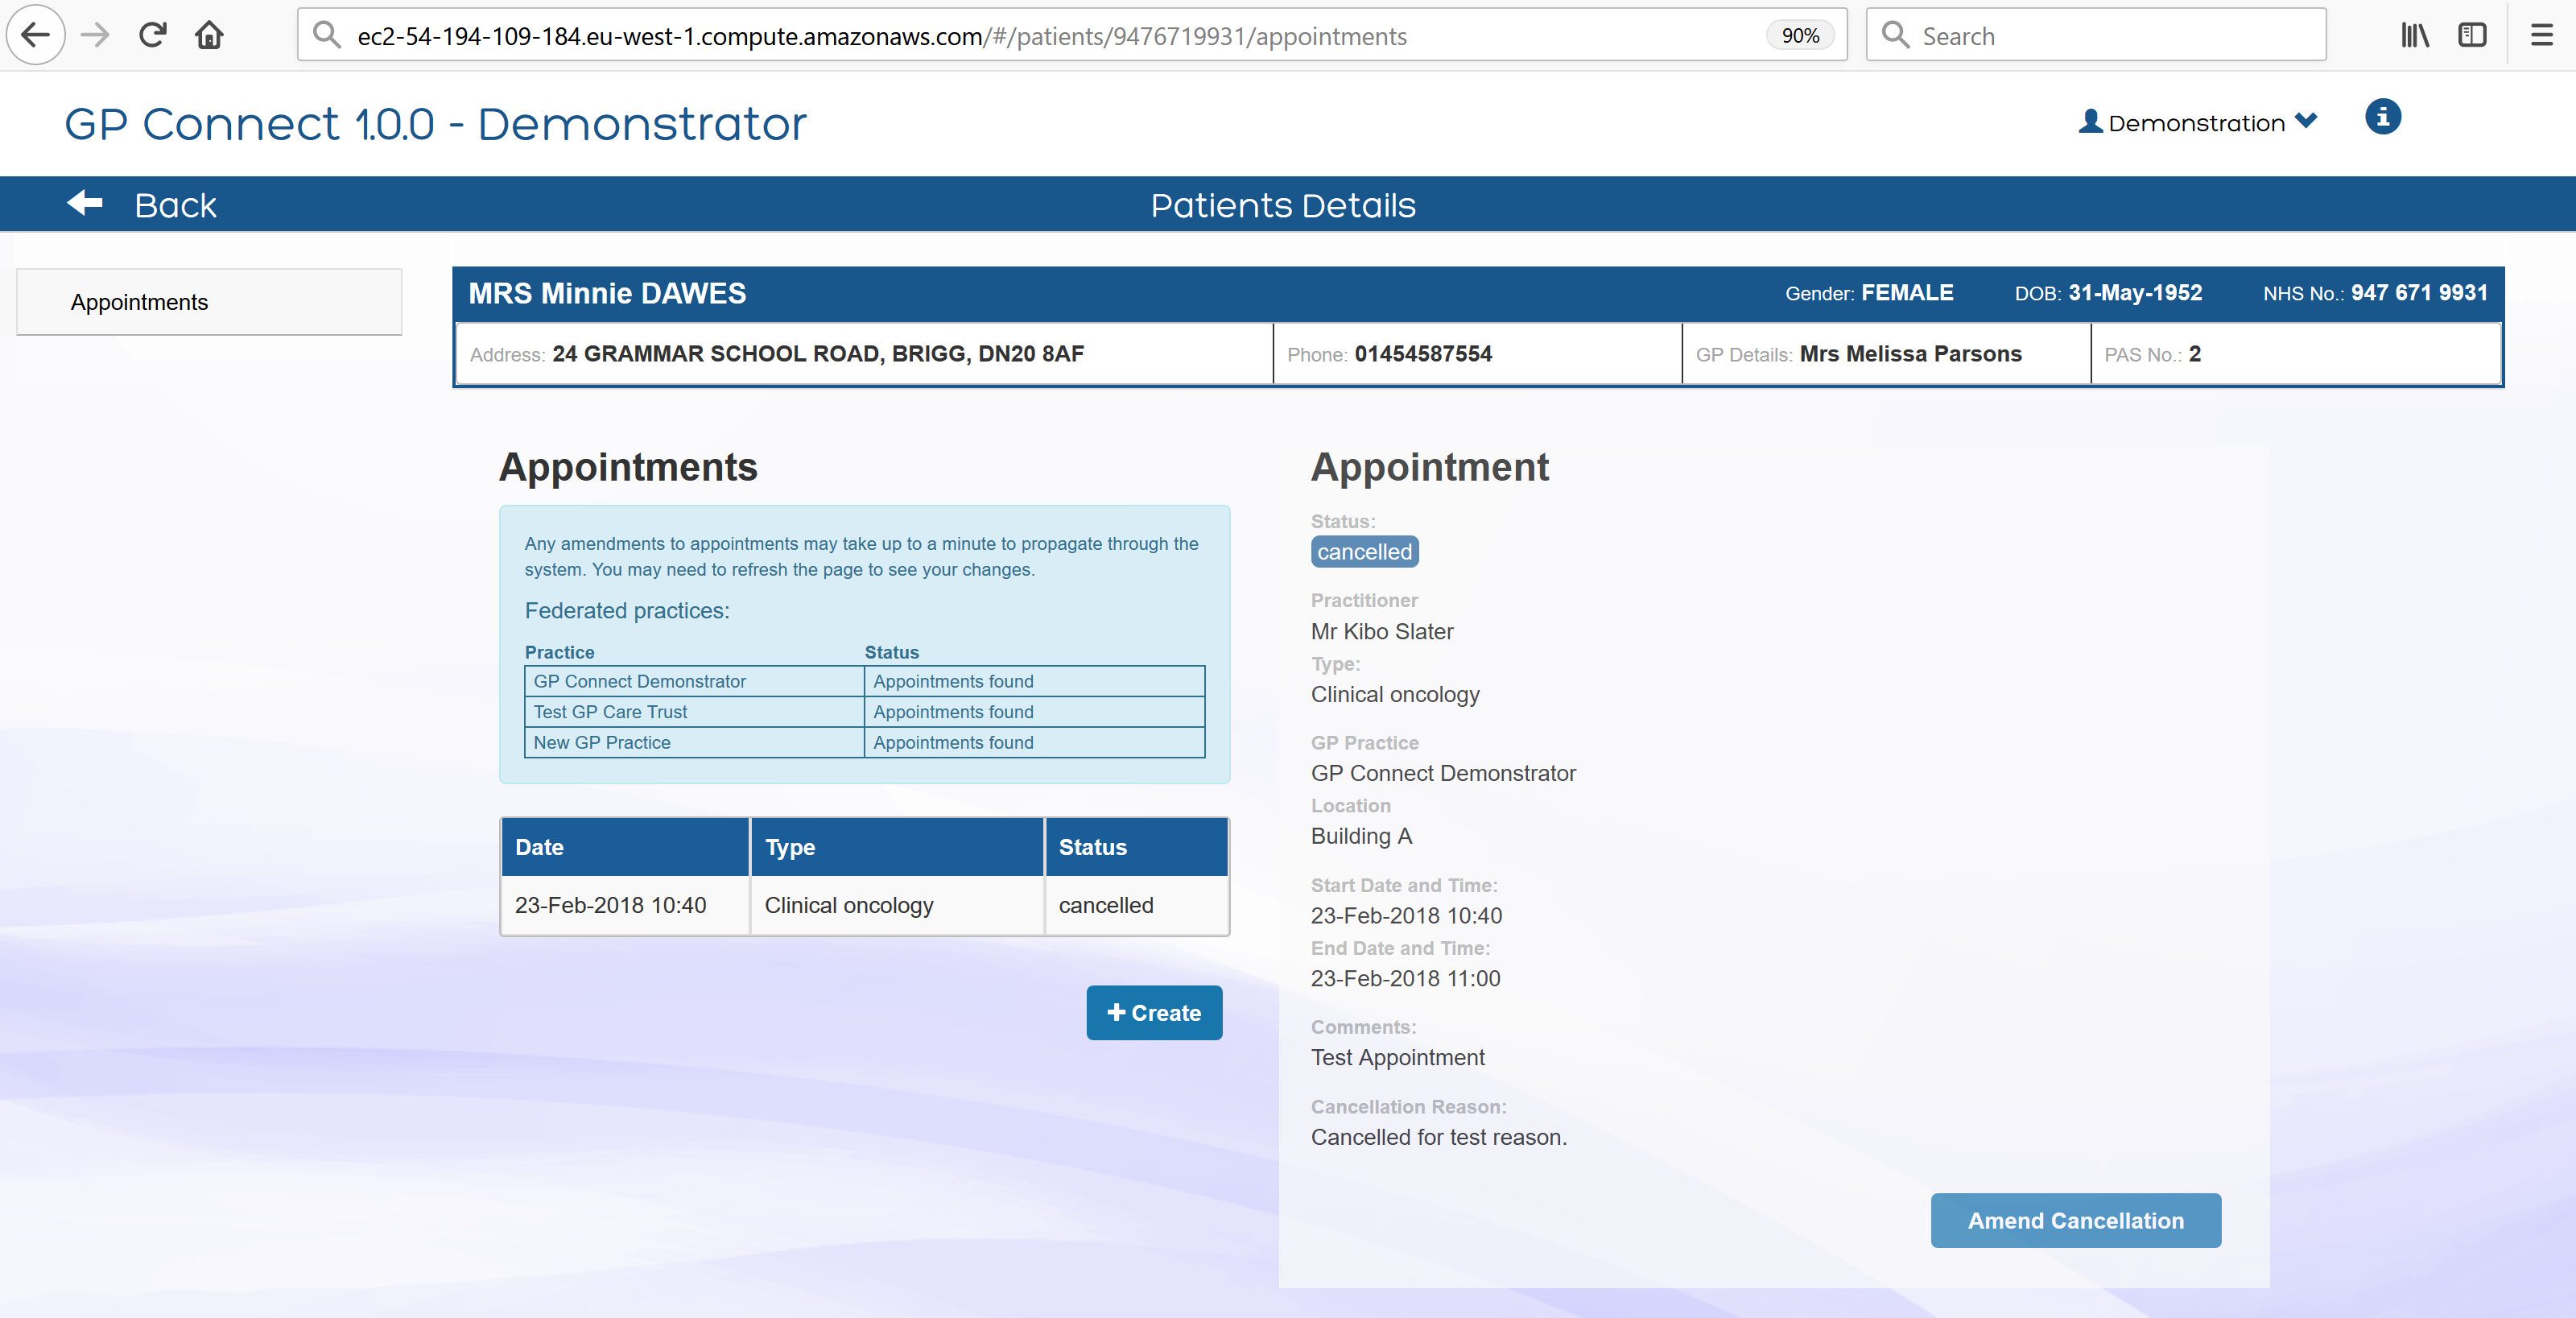 ec2-54-194-109-184.eu-west-1.compute.amazonaws.com/#/patients/9476719931/appointments
90%
Search
GP Connect 1.0.0 - Demonstrator
Demonstration
Back
Patients Details
Appointments
MRS Minnie DAWES
Gender: FEMALE
DOB: 31-May-1952
NHS No.: 947 671 9931
Address: 24 GRAMMAR SCHOOL ROAD, BRIGG, DN20 8AF
Phone: 01454587554
GP Details: Mrs Melissa Parsons
PAS No.: 2
Appointments
Any amendments to appointments may take up to a minute to propagate through the
system. You may need to refresh the page to see your changes.
Federated practices:
Practice Status
GP Connect Demonstrator Appointments found
Test GP Care Trust Appointments found
New GP Practice Appointments found
Date Type Status
23-Feb-2018 10:40 Clinical oncology cancelled
Create
Appointment
Status:
cancelled
Practitioner
Mr Kibo Slater
Type:
Clinical oncology
GP Practice
GP Connect Demonstrator
Location
Building A
Start Date and Time:
23-Feb-2018 10:40
End Date and Time:
23-Feb-2018 11:00
Comments:
Test Appointment
Cancellation Reason:
Cancelled for test reason.
Amend Cancellation